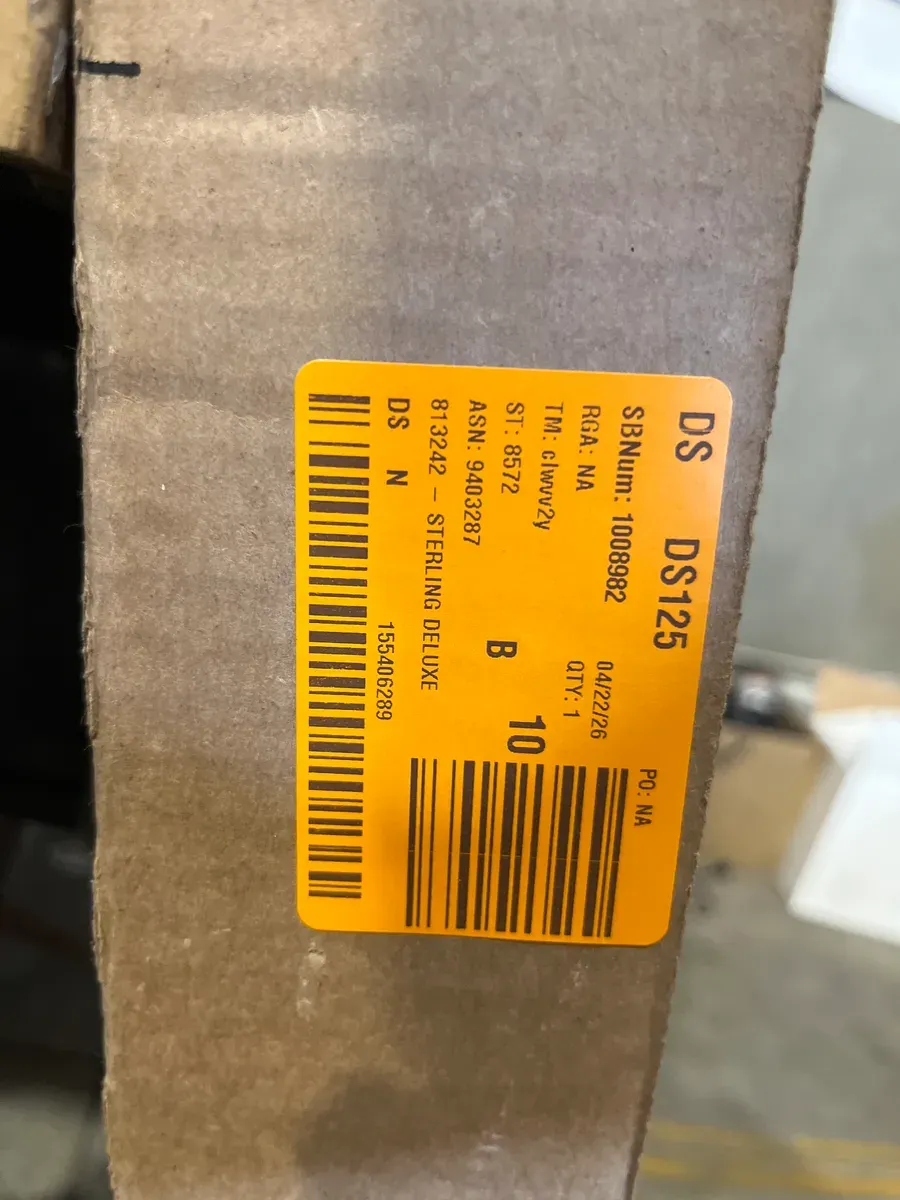 DS DS125
SBNum: 1008982 PO: NA
RGA: NA 04/22/26
TM: clwvv2y QTY: 1
ST: 8572 10
ASN: 9403287 B
813242 - STERLING DELUXE
DS N 155406289